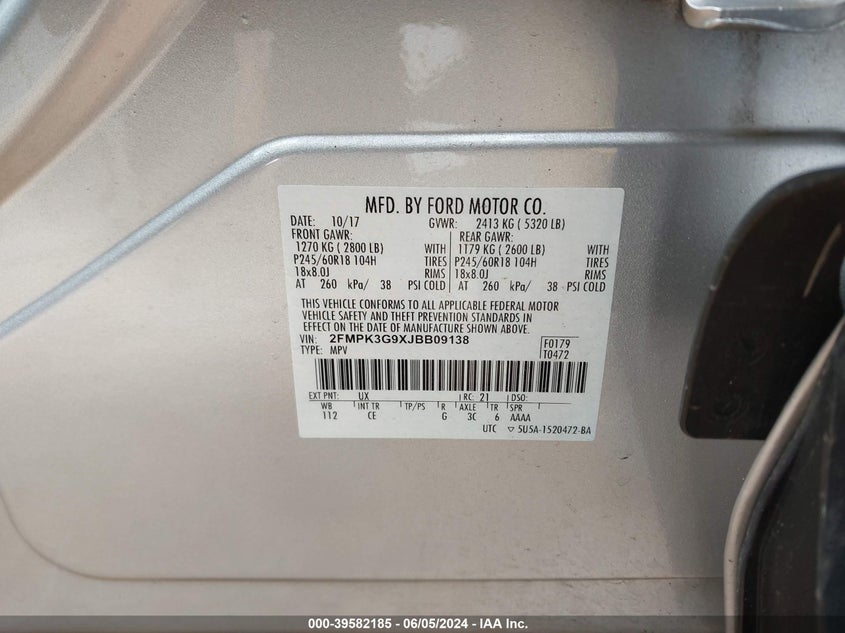 MFD. BY FORD MOTOR CO.
DATE: 10/17 GVWR: 2413 KG ( 5320 LB)
FRONT GAWR: REAR GAWR:
1270 KG ( 2800 LB) WITH 1179 KG ( 2600 LB) WITH
P245/60R18 104H TIRES P245/60R18 104H TIRES
18x8.0J RIMS 18x8.0J RIMS
AT 260 kPa/ 38 PSI COLD AT 260 kPa/ 38 PSI COLD
THIS VEHICLE CONFORMS TO ALL APPLICABLE FEDERAL MOTOR
VEHICLE SAFETY AND THEFT PREVENTION STANDARDS IN
EFFECT ON THE DATE OF MANUFACTURE SHOWN ABOVE.
VIN: 2FMPK3G9XJBB09138 F0179
TYPE: MPV T0472
EXT PNT: UX RC: 21 DSO:
WB INT TR TP/PS R AXLE TR SPR
112 CE G 3C 6 AAAA
UTC ▽ 5U5A-1520472-BA
000-39582185 - 06/05/2024 - IAA Inc.